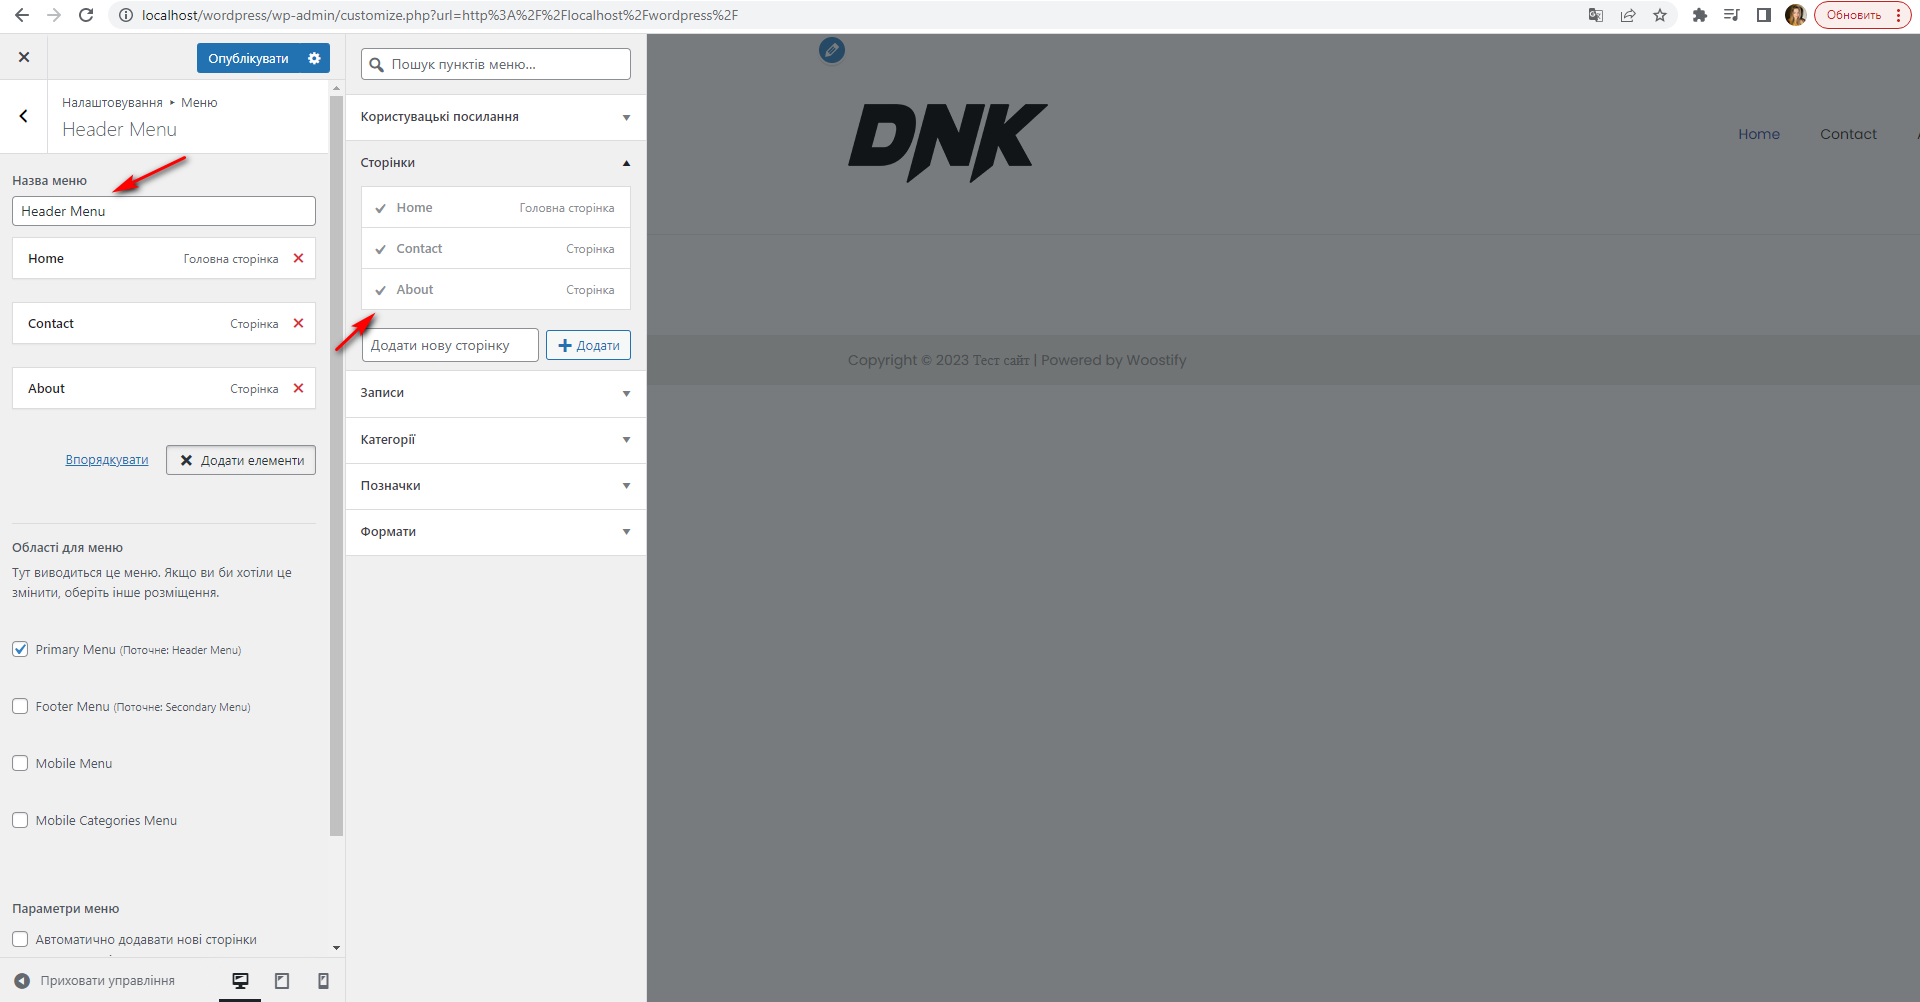 localhost/wordpress/wp-admin/customize.php?url=http%3A%2F%2Flocalhost%2Fwordpress%2F
Обновить
Опублікувати
Налаштовування ▸ Меню
Header Menu
Назва меню
Header Menu
Home Головна сторінка
Contact Сторінка
About Сторінка
Впорядкувати
Додати елементи
Області для меню
Тут виводиться це меню. Якщо ви би хотіли це
змінити, оберіть інше розміщення.
Primary Menu (Поточне: Header Menu)
Footer Menu (Поточне: Secondary Menu)
Mobile Menu
Mobile Categories Menu
Параметри меню
Автоматично додавати нові сторінки
Приховати управління
Пошук пунктів меню...
Користувацькі посилання
Сторінки
Home Головна сторінка
Contact Сторінка
About Сторінка
Додати нову сторінку
Додати
Записи
Категорії
Позначки
Формати
DNK
Home Contact
Copyright © 2023 Тест сайт | Powered by Woostify